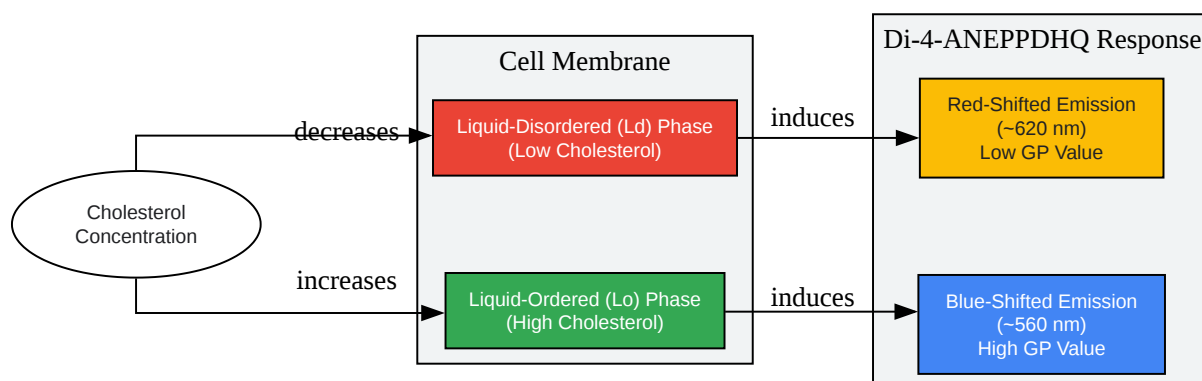 Di-4-ANEPPDHQ Response
Cell Membrane
decreases
Liquid-Disordered (Ld) Phase
(Low Cholesterol)
induces
Red-Shifted Emission
(~620 nm)
Low GP Value
Cholesterol
Concentration
increases
Liquid-Ordered (Lo) Phase
(High Cholesterol)
induces
Blue-Shifted Emission
(~560 nm)
High GP Value